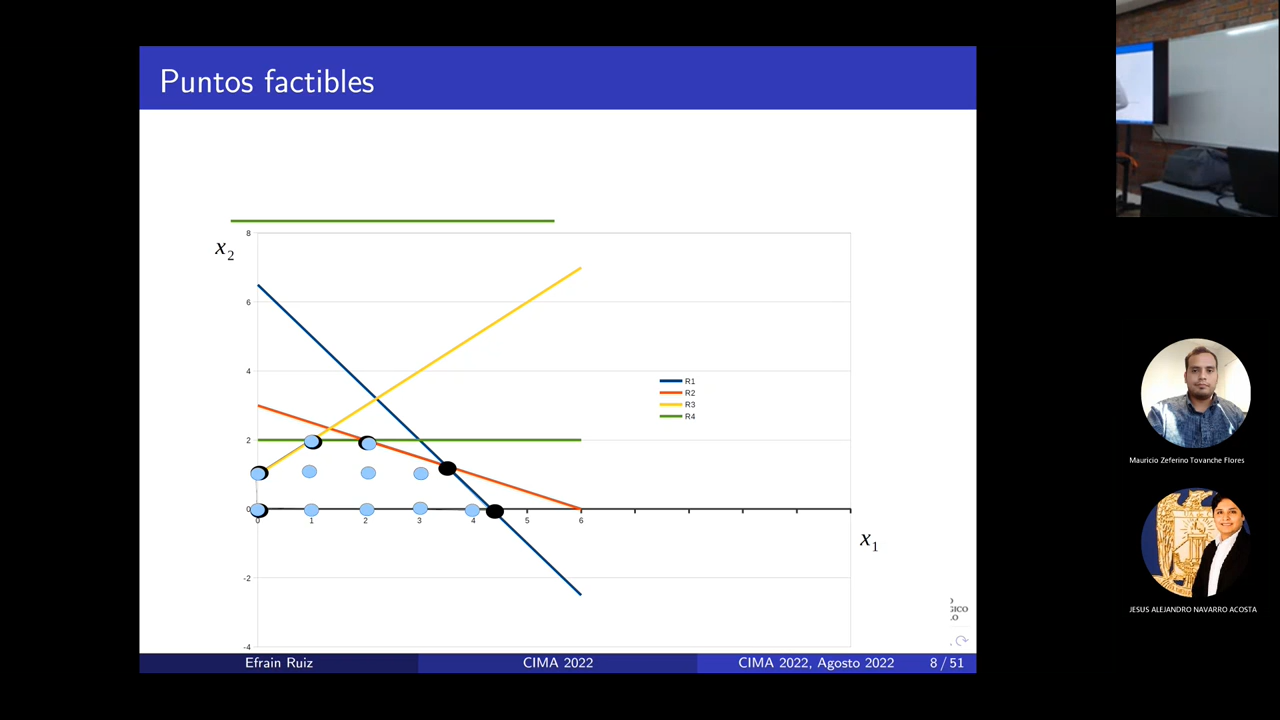 Puntos factibles
x2
8
6
4
2
0
-2
-4
0 1 2 3 4 5 6
x1
R1
R2
R3
R4
GICO
Efrain Ruiz CIMA 2022 CIMA 2022, Agosto 2022 8 / 51
Mauricio Zeferino Tovanche Flores
JESUS ALEJANDRO NAVARRO ACOSTA